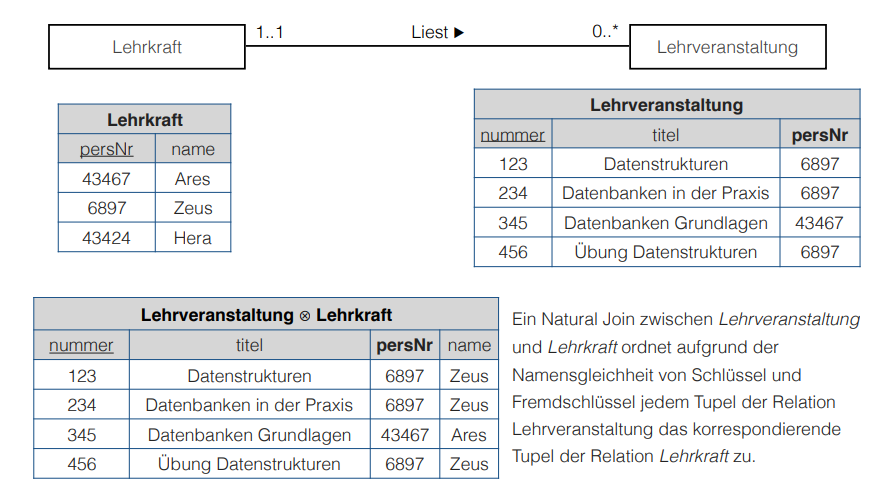 Lehrkraft 1..1 Liest ▶ 0..* Lehrveranstaltung
Lehrkraft
persNr name
43467 Ares
6897 Zeus
43424 Hera
Lehrveranstaltung
nummer titel persNr
123 Datenstrukturen 6897
234 Datenbanken in der Praxis 6897
345 Datenbanken Grundlagen 43467
456 Übung Datenstrukturen 6897
Lehrveranstaltung ⊗ Lehrkraft
nummer titel persNr name
123 Datenstrukturen 6897 Zeus
234 Datenbanken in der Praxis 6897 Zeus
345 Datenbanken Grundlagen 43467 Ares
456 Übung Datenstrukturen 6897 Zeus
Ein Natural Join zwischen Lehrveranstaltung
und Lehrkraft ordnet aufgrund der
Namensgleichheit von Schlüssel und
Fremdschlüssel jedem Tupel der Relation
Lehrveranstaltung das korrespondierende
Tupel der Relation Lehrkraft zu.